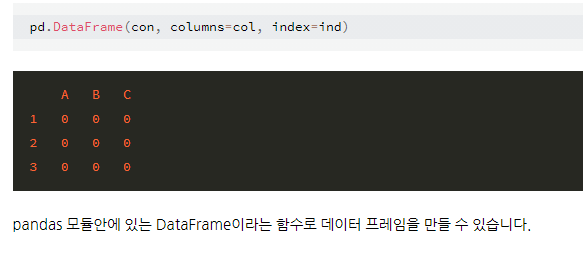 pd.DataFrame(con, columns=col, index=ind)
A B C
1 0 0 0
2 0 0 0
3 0 0 0
pandas 모듈안에 있는 DataFrame이라는 함수로 데이터 프레임을 만들 수 있습니다.